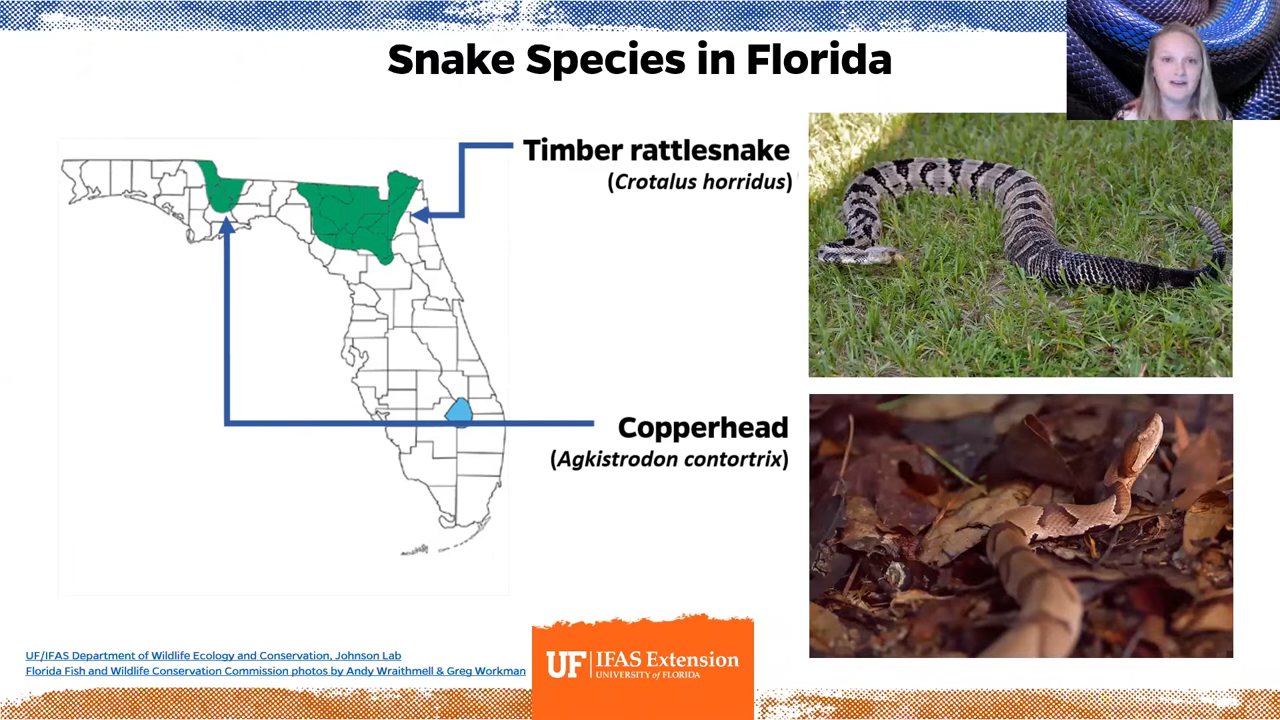 Snake Species in Florida
Timber rattlesnake
(Crotalus horridus)
Copperhead
(Agkistrodon contortrix)
UF/IFAS Department of Wildlife Ecology and Conservation, Johnson Lab
Florida Fish and Wildlife Conservation Commission photos by Andy Wraithmell & Greg Workman
UF | IFAS Extension
UNIVERSITY of FLORIDA